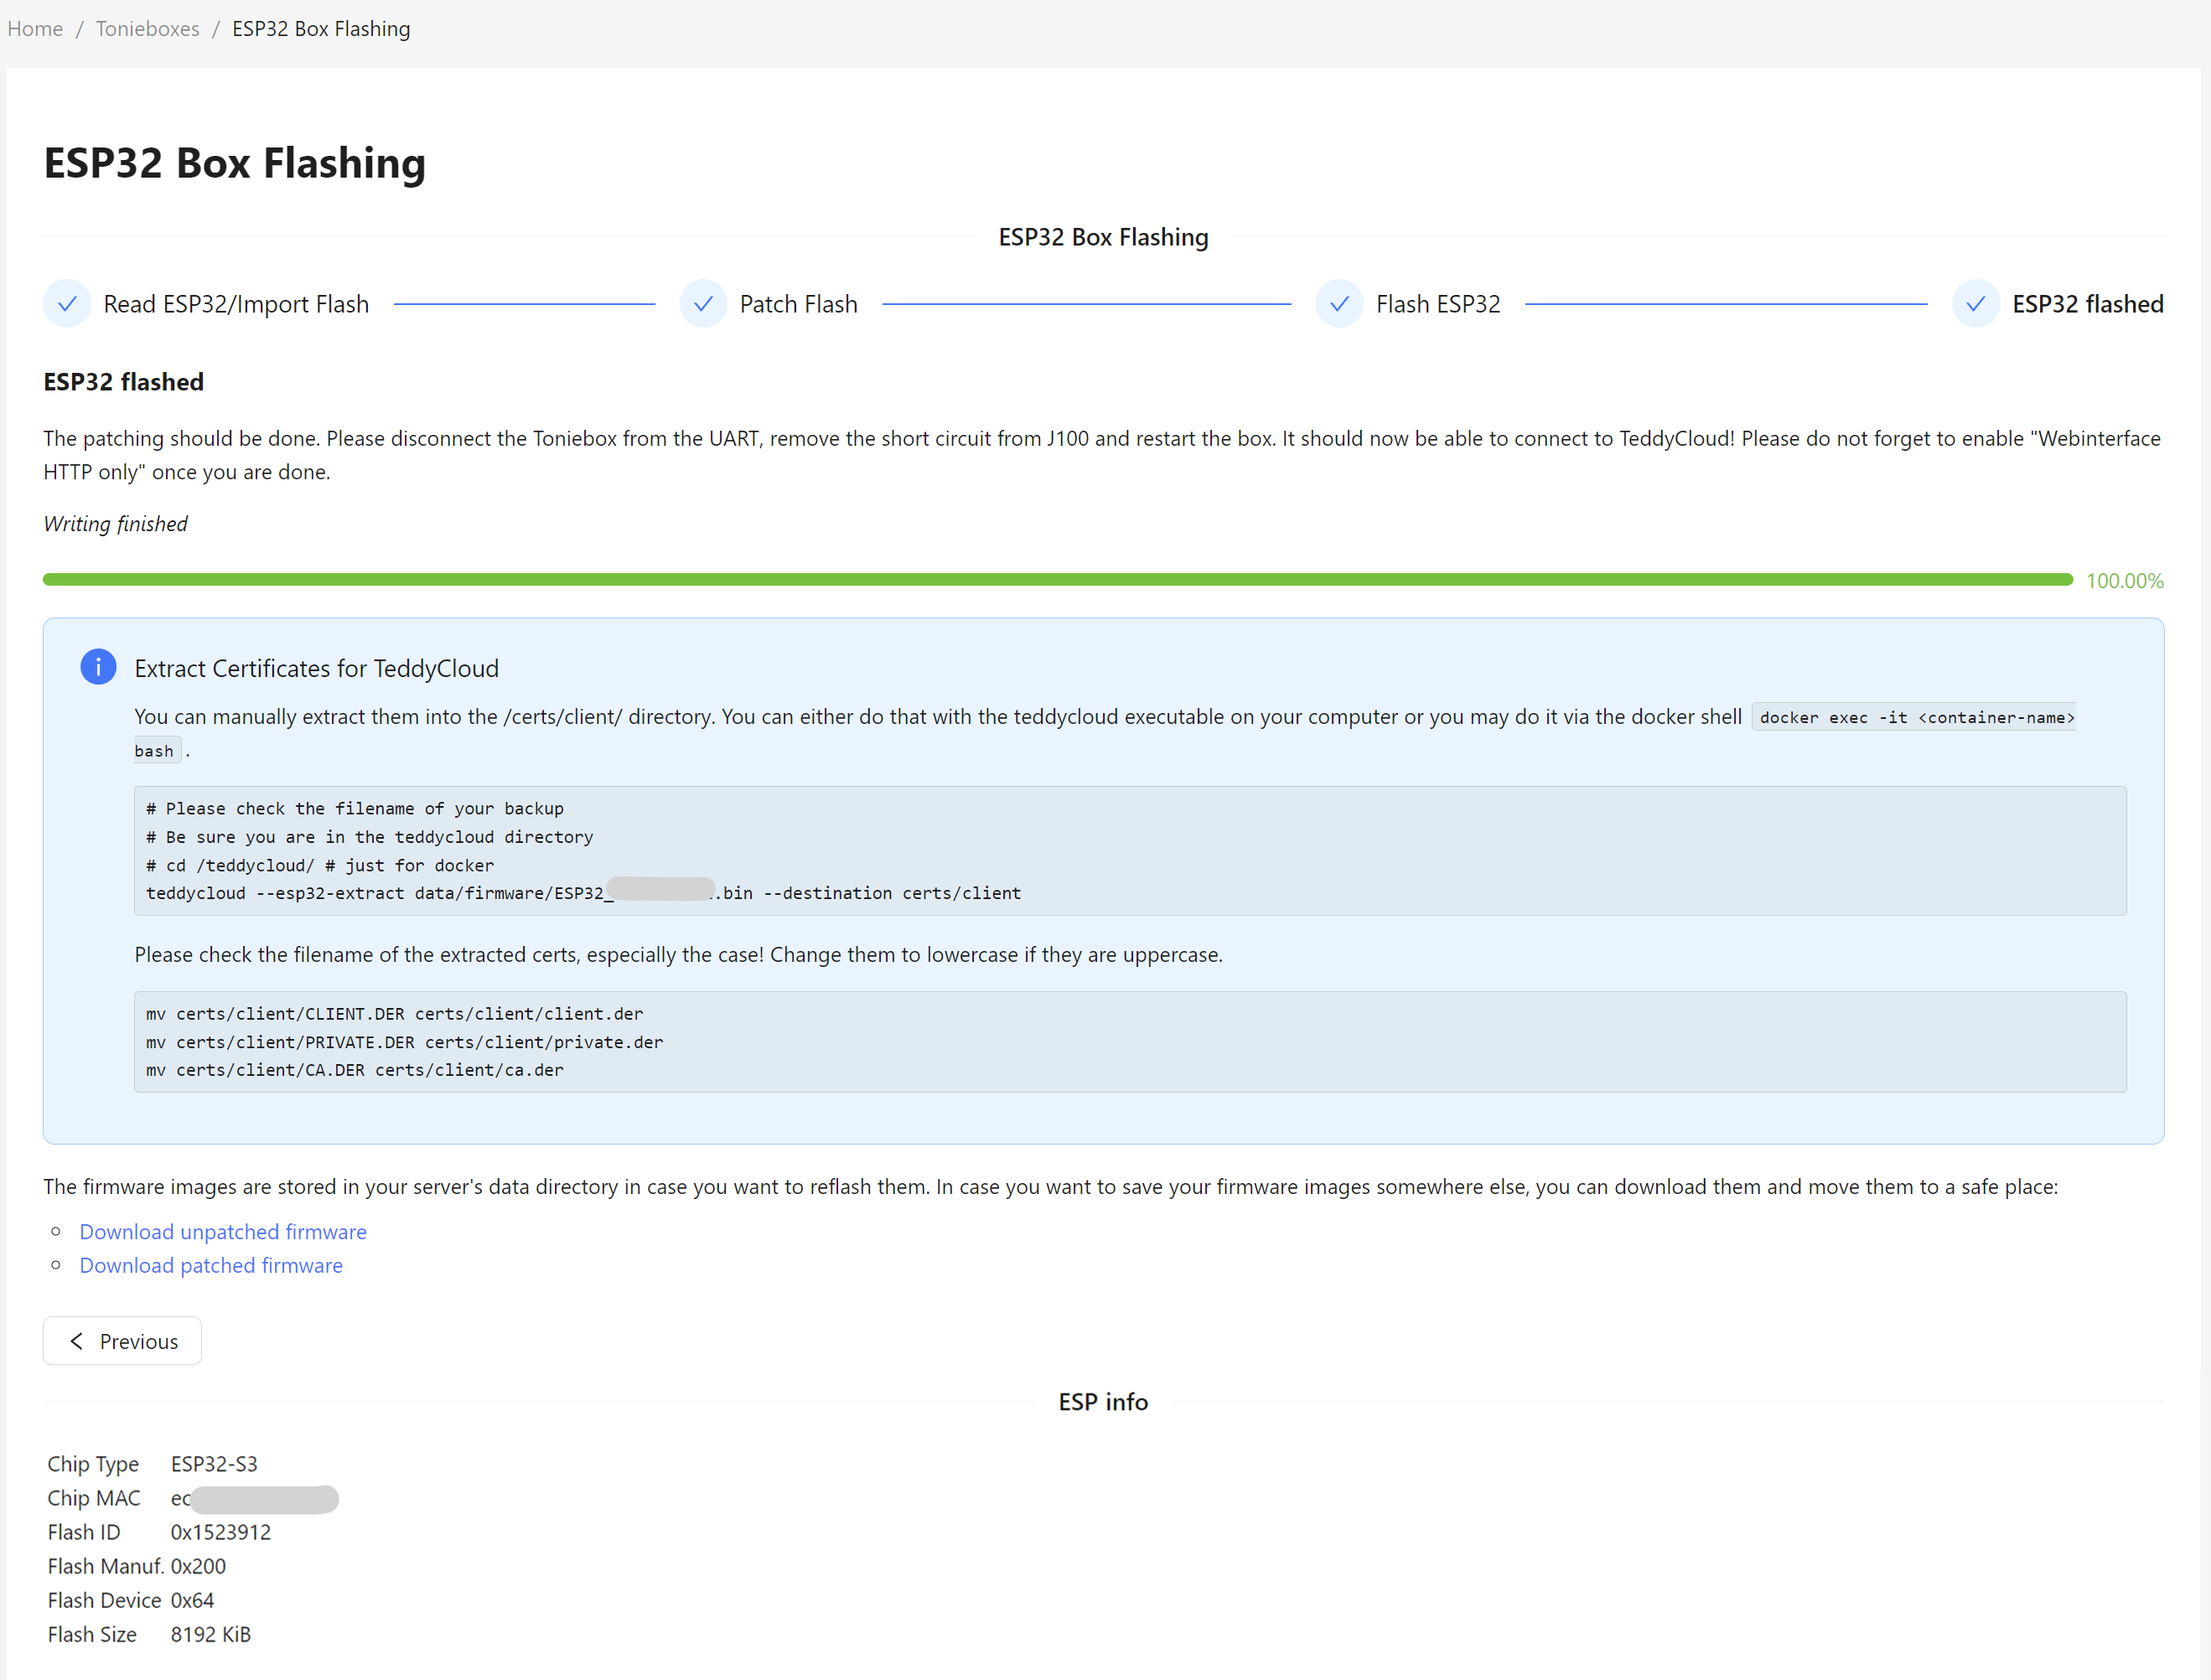 Home / Tonieboxes / ESP32 Box Flashing
ESP32 Box Flashing
ESP32 Box Flashing
Read ESP32/Import Flash
Patch Flash
Flash ESP32
ESP32 flashed
ESP32 flashed
The patching should be done. Please disconnect the Toniebox from the UART, remove the short circuit from J100 and restart the box. It should now be able to connect to TeddyCloud! Please do not forget to enable "Webinterface
HTTP only" once you are done.
Writing finished
100.00%
Extract Certificates for TeddyCloud
You can manually extract them into the /certs/client/ directory. You can either do that with the teddycloud executable on your computer or you may do it via the docker shell docker exec -it <container-name>
bash .
# Please check the filename of your backup
# Be sure you are in the teddycloud directory
# cd /teddycloud/ # just for docker
teddycloud --esp32-extract data/firmware/ESP32_ .bin --destination certs/client
Please check the filename of the extracted certs, especially the case! Change them to lowercase if they are uppercase.
mv certs/client/CLIENT.DER certs/client/client.der
mv certs/client/PRIVATE.DER certs/client/private.der
mv certs/client/CA.DER certs/client/ca.der
The firmware images are stored in your server's data directory in case you want to reflash them. In case you want to save your firmware images somewhere else, you can download them and move them to a safe place:
Download unpatched firmware
Download patched firmware
Previous
ESP info
Chip Type ESP32-S3
Chip MAC ec
Flash ID 0x1523912
Flash Manuf. 0x200
Flash Device 0x64
Flash Size 8192 KiB